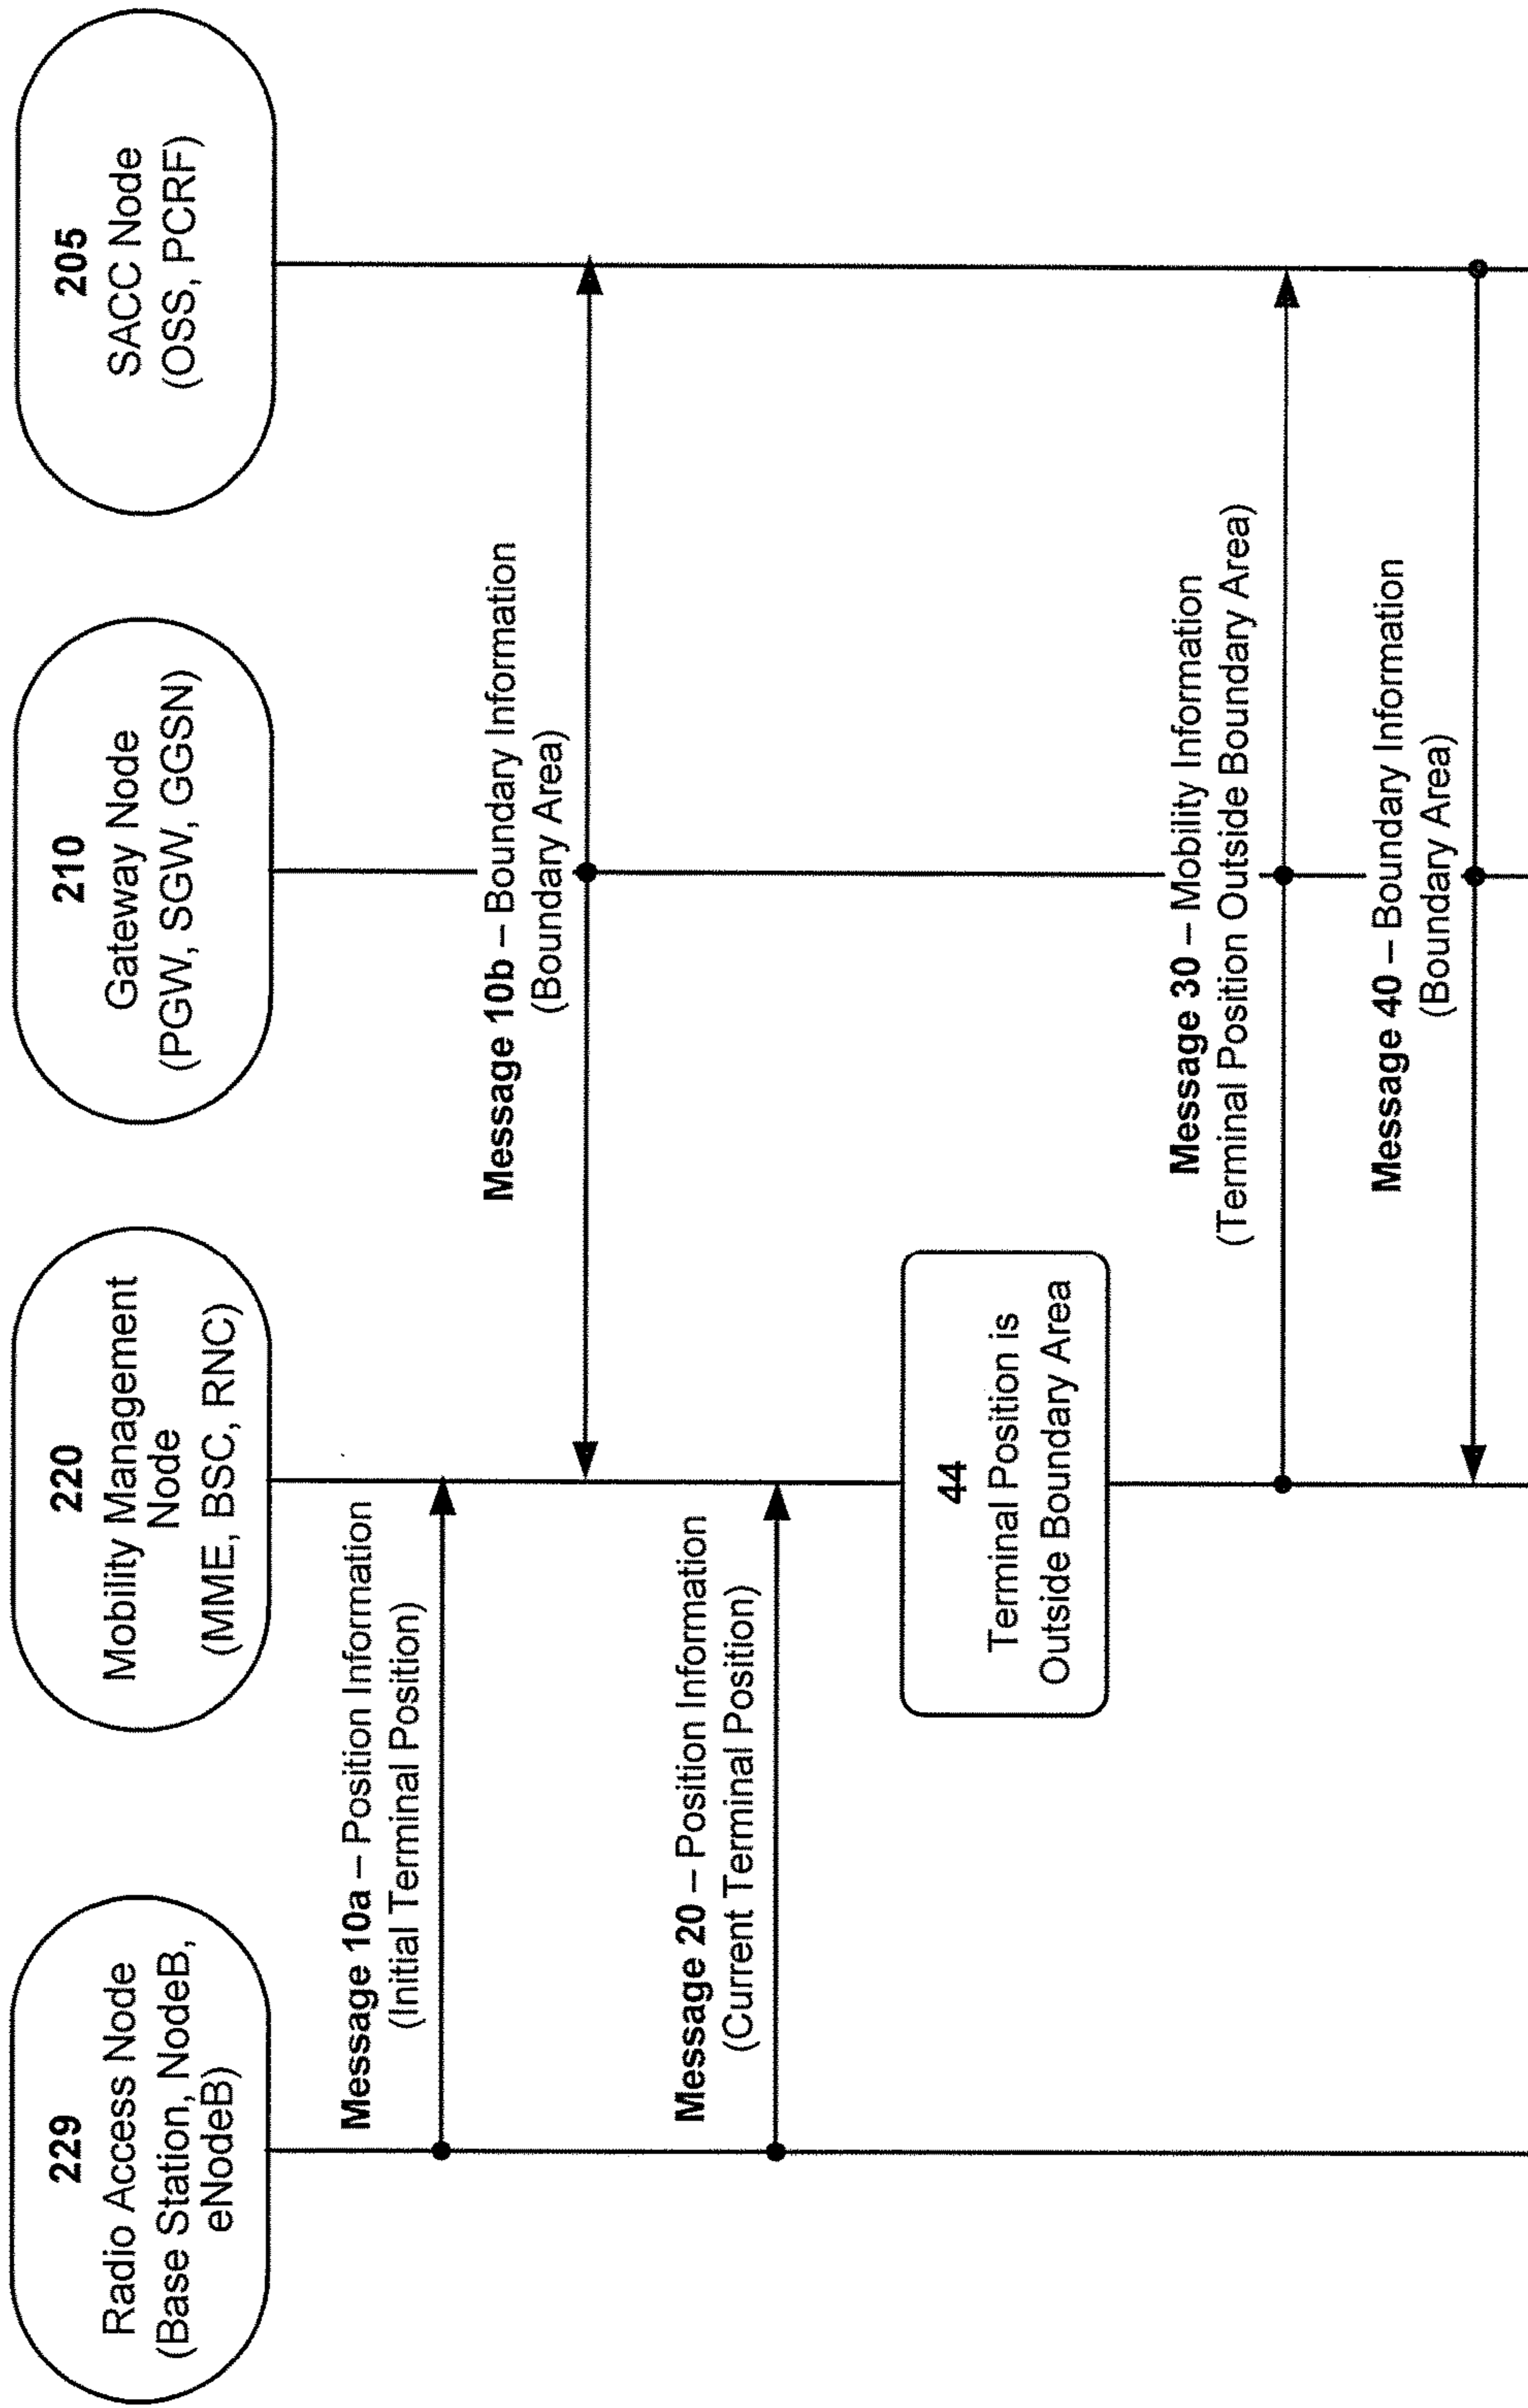 229
Radio Access Node
(Base Station, NodeB,
eNodeB)
220
Mobility Management
Node
(MME, BSC, RNC)
210
Gateway Node
(PGW, SGW, GGSN)
205
SACC Node
(OSS, PCRF)
Message 10a – Position Information
(Initial Terminal Position)
Message 10b – Boundary Information
(Boundary Area)
Message 20 – Position Information
(Current Terminal Position)
44
Terminal Position is
Outside Boundary Area
Message 30 – Mobility Information
(Terminal Position Outside Boundary Area)
Message 40 – Boundary Information
(Boundary Area)